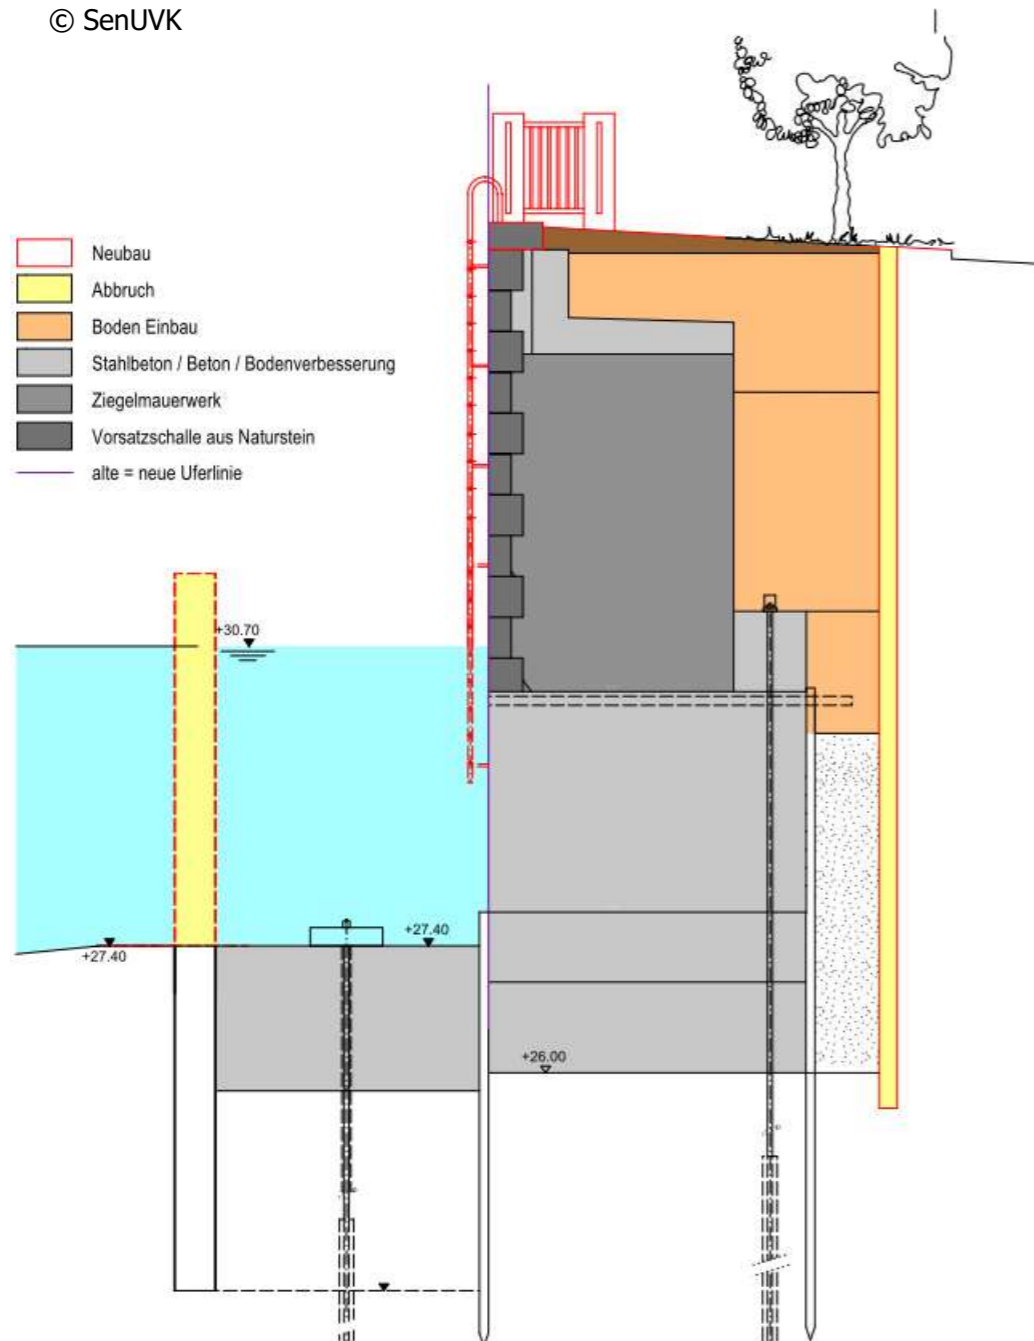 © SenUVK
Neubau
Abbruch
Boden Einbau
Stahlbeton / Beton / Bodenverbesserung
Ziegelmauerwerk
Vorsatzschalle aus Naturstein
alte = neue Uferlinie
+30.70
+27.40
+27.40
+26.00